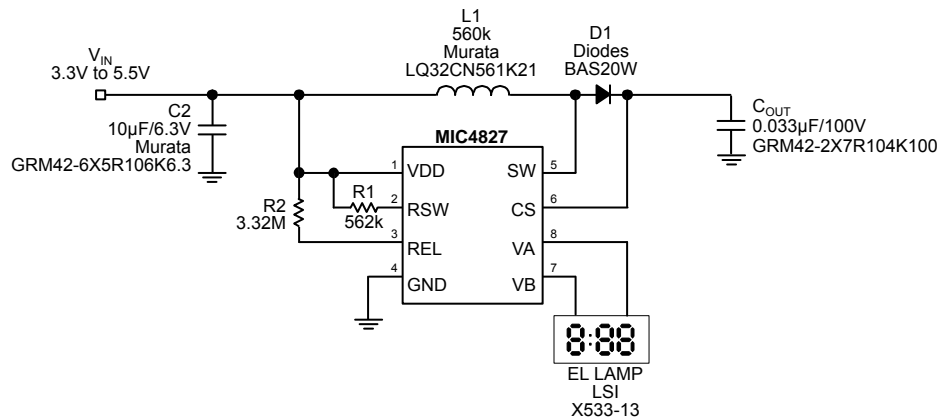 V_IN
3.3V to 5.5V
C2
10µF/6.3V
Murata
GRM42-6X5R106K6.3
L1
560k
Murata
LQ32CN561K21
D1
Diodes
BAS20W
C_OUT
0.033µF/100V
GRM42-2X7R104K100
R2
3.32M
R1
562k
MIC4827
1 VDD SW 5
2 RSW CS 6
3 REL VA 8
4 GND VB 7
8:88
EL LAMP
LSI
X533-13